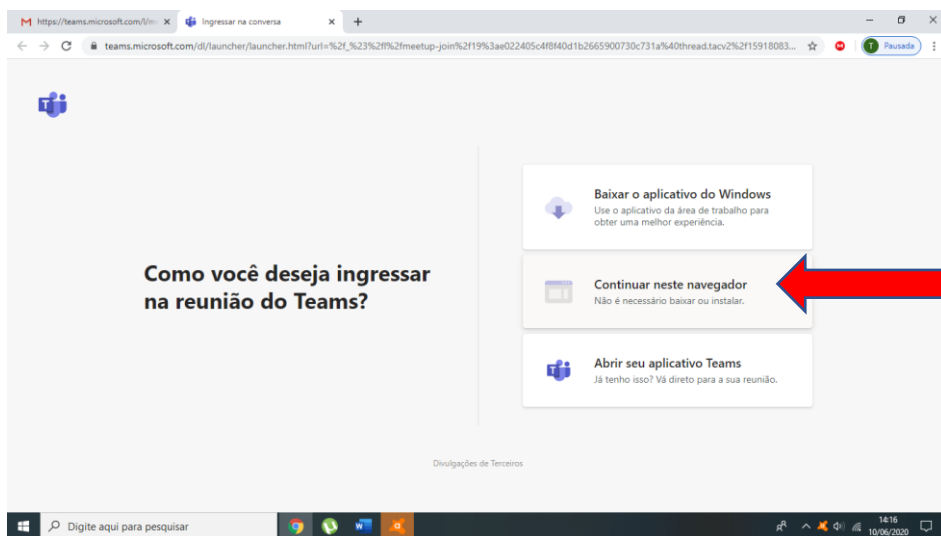 https://teams.microsoft.com/l/m
Ingressar na conversa
teams.microsoft.com/dl/launcher/launcher.html?url=%2f_%23%2fl%2fmeetup-join%2f19%3ae022405c4f8f40d1b2665900730c731a%40thread.tacv2%2f15918083...
T
Pausada
Baixar o aplicativo do Windows
Use o aplicativo da área de trabalho para
obter uma melhor experiência.
Como você deseja ingressar
na reunião do Teams?
Continuar neste navegador
Não é necessário baixar ou instalar.
Abrir seu aplicativo Teams
Já tenho isso? Vá direto para a sua reunião.
Divulgações de Terceiros
Digite aqui para pesquisar
14:16
10/06/2020